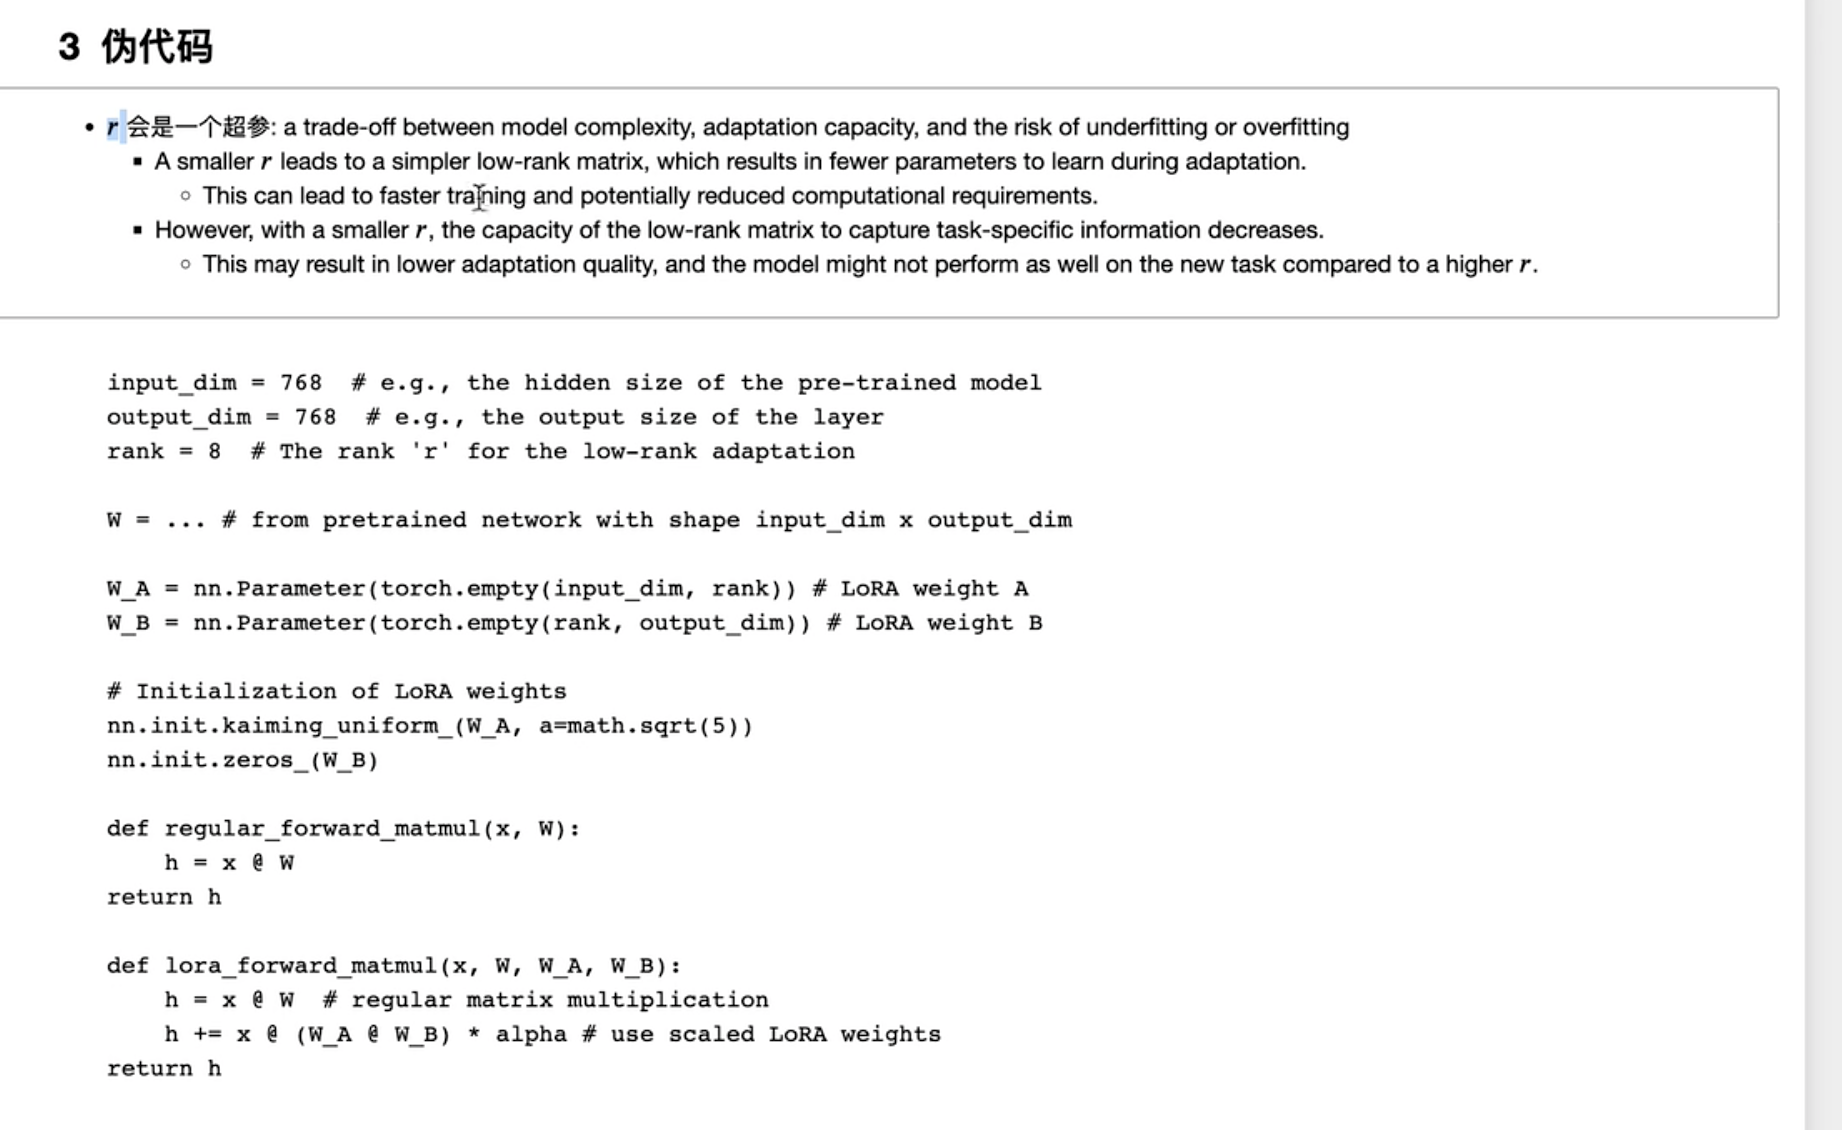 3 伪代码
• r 会是一个超参: a trade-off between model complexity, adaptation capacity, and the risk of underfitting or overfitting
▪ A smaller r leads to a simpler low-rank matrix, which results in fewer parameters to learn during adaptation.
◦ This can lead to faster training and potentially reduced computational requirements.
▪ However, with a smaller r, the capacity of the low-rank matrix to capture task-specific information decreases.
◦ This may result in lower adaptation quality, and the model might not perform as well on the new task compared to a higher r.
input_dim = 768  # e.g., the hidden size of the pre-trained model
output_dim = 768  # e.g., the output size of the layer
rank = 8  # The rank 'r' for the low-rank adaptation
W = ... # from pretrained network with shape input_dim x output_dim
W_A = nn.Parameter(torch.empty(input_dim, rank)) # LoRA weight A
W_B = nn.Parameter(torch.empty(rank, output_dim)) # LoRA weight B
# Initialization of LoRA weights
nn.init.kaiming_uniform_(W_A, a=math.sqrt(5))
nn.init.zeros_(W_B)
def regular_forward_matmul(x, W):
    h = x @ W
return h
def lora_forward_matmul(x, W, W_A, W_B):
    h = x @ W  # regular matrix multiplication
    h += x @ (W_A @ W_B) * alpha # use scaled LoRA weights
return h